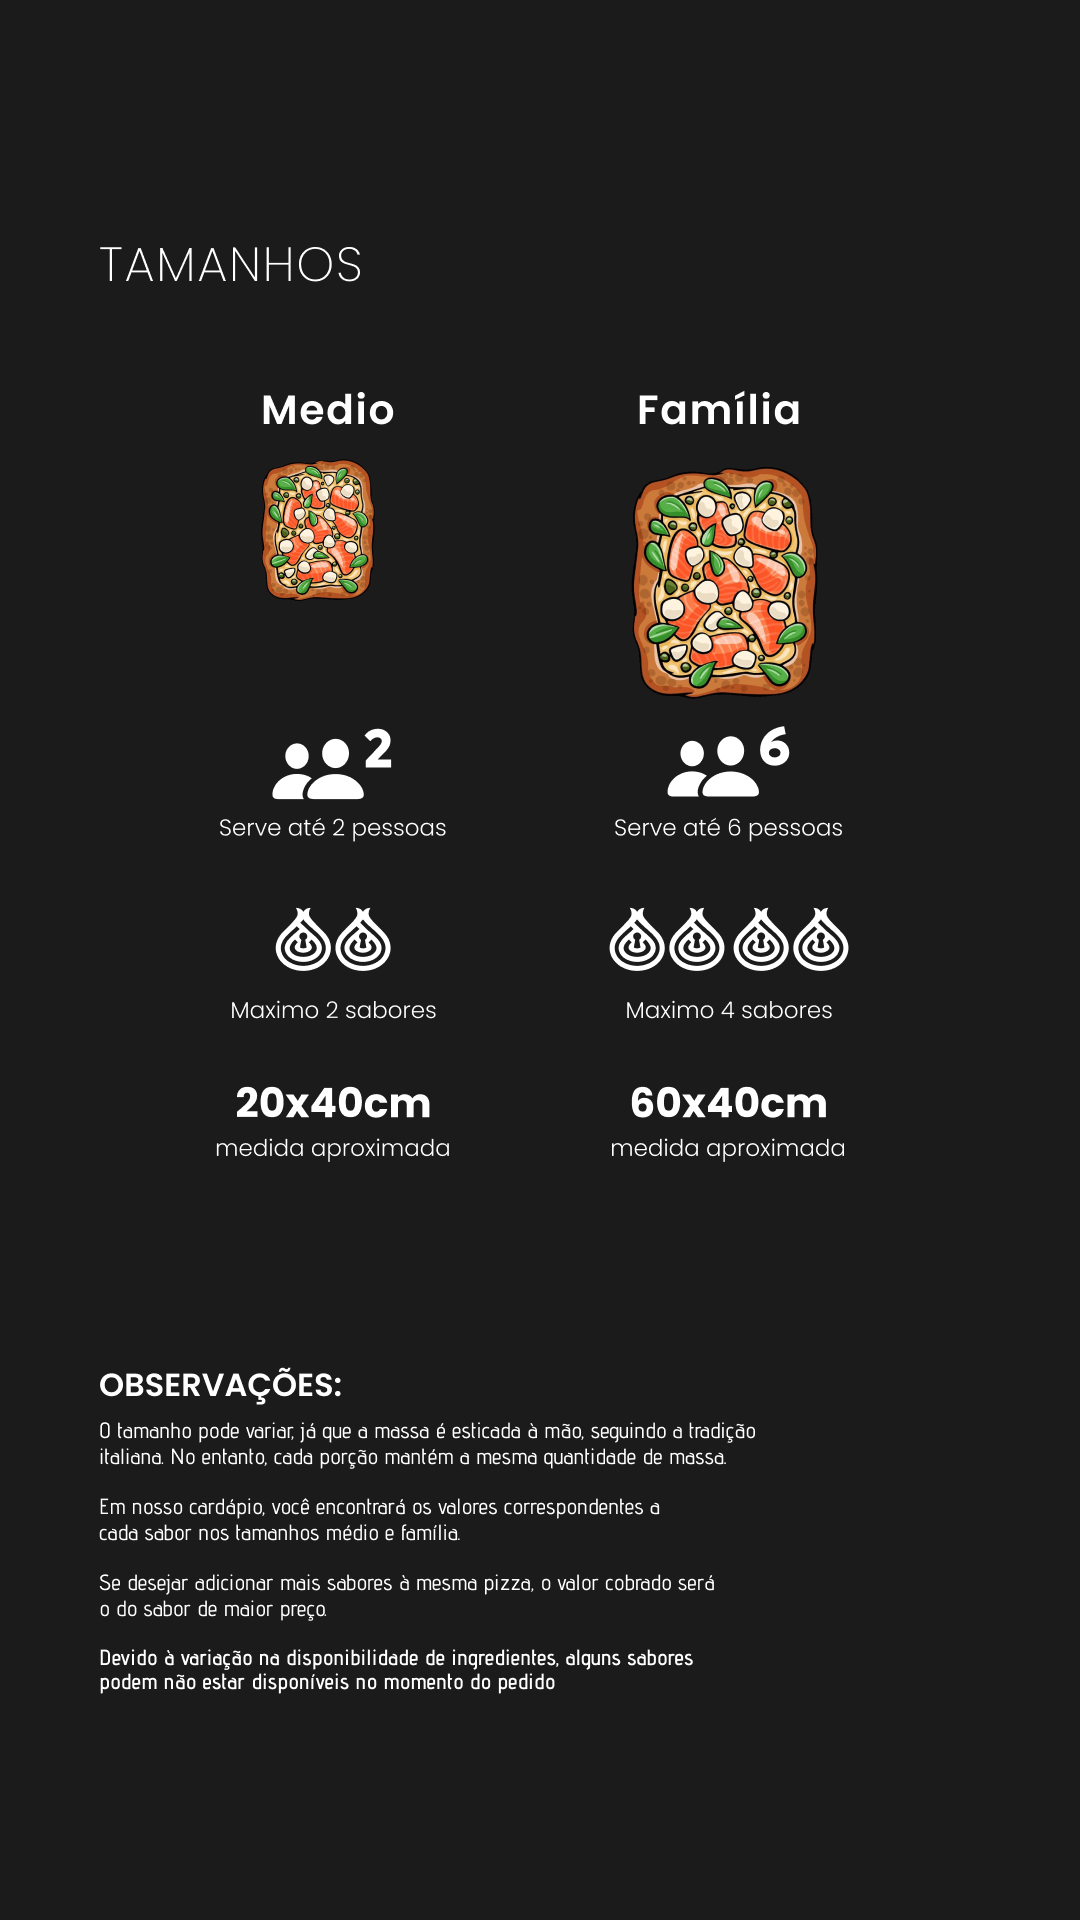 TAMANHOS
Medio
Família
2
6
Serve até 2 pessoas
Serve até 6 pessoas
Maximo 2 sabores
Maximo 4 sabores
20x40cm
60x40cm
medida aproximada
medida aproximada
OBSERVAÇÕES:
O tamanho pode variar, já que a massa é esticada à mão, seguindo a tradição
italiana. No entanto, cada porção mantém a mesma quantidade de massa.
Em nosso cardápio, você encontrará os valores correspondentes a
cada sabor nos tamanhos médio e família.
Se desejar adicionar mais sabores à mesma pizza, o valor cobrado será
o do sabor de maior preço.
Devido à variação na disponibilidade de ingredientes, alguns sabores
podem não estar disponíveis no momento do pedido